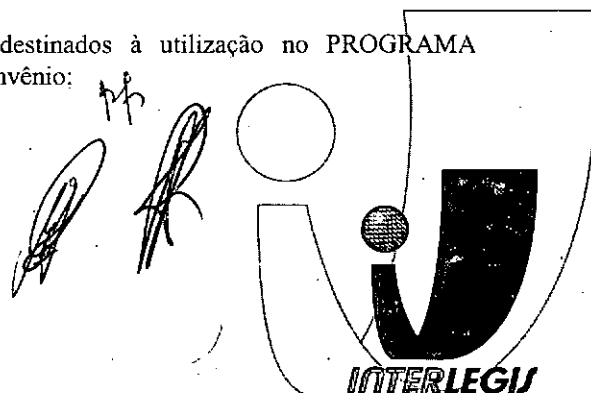 destinados à utilização no PROGRAMA
nvênio:
INTERLEGIS